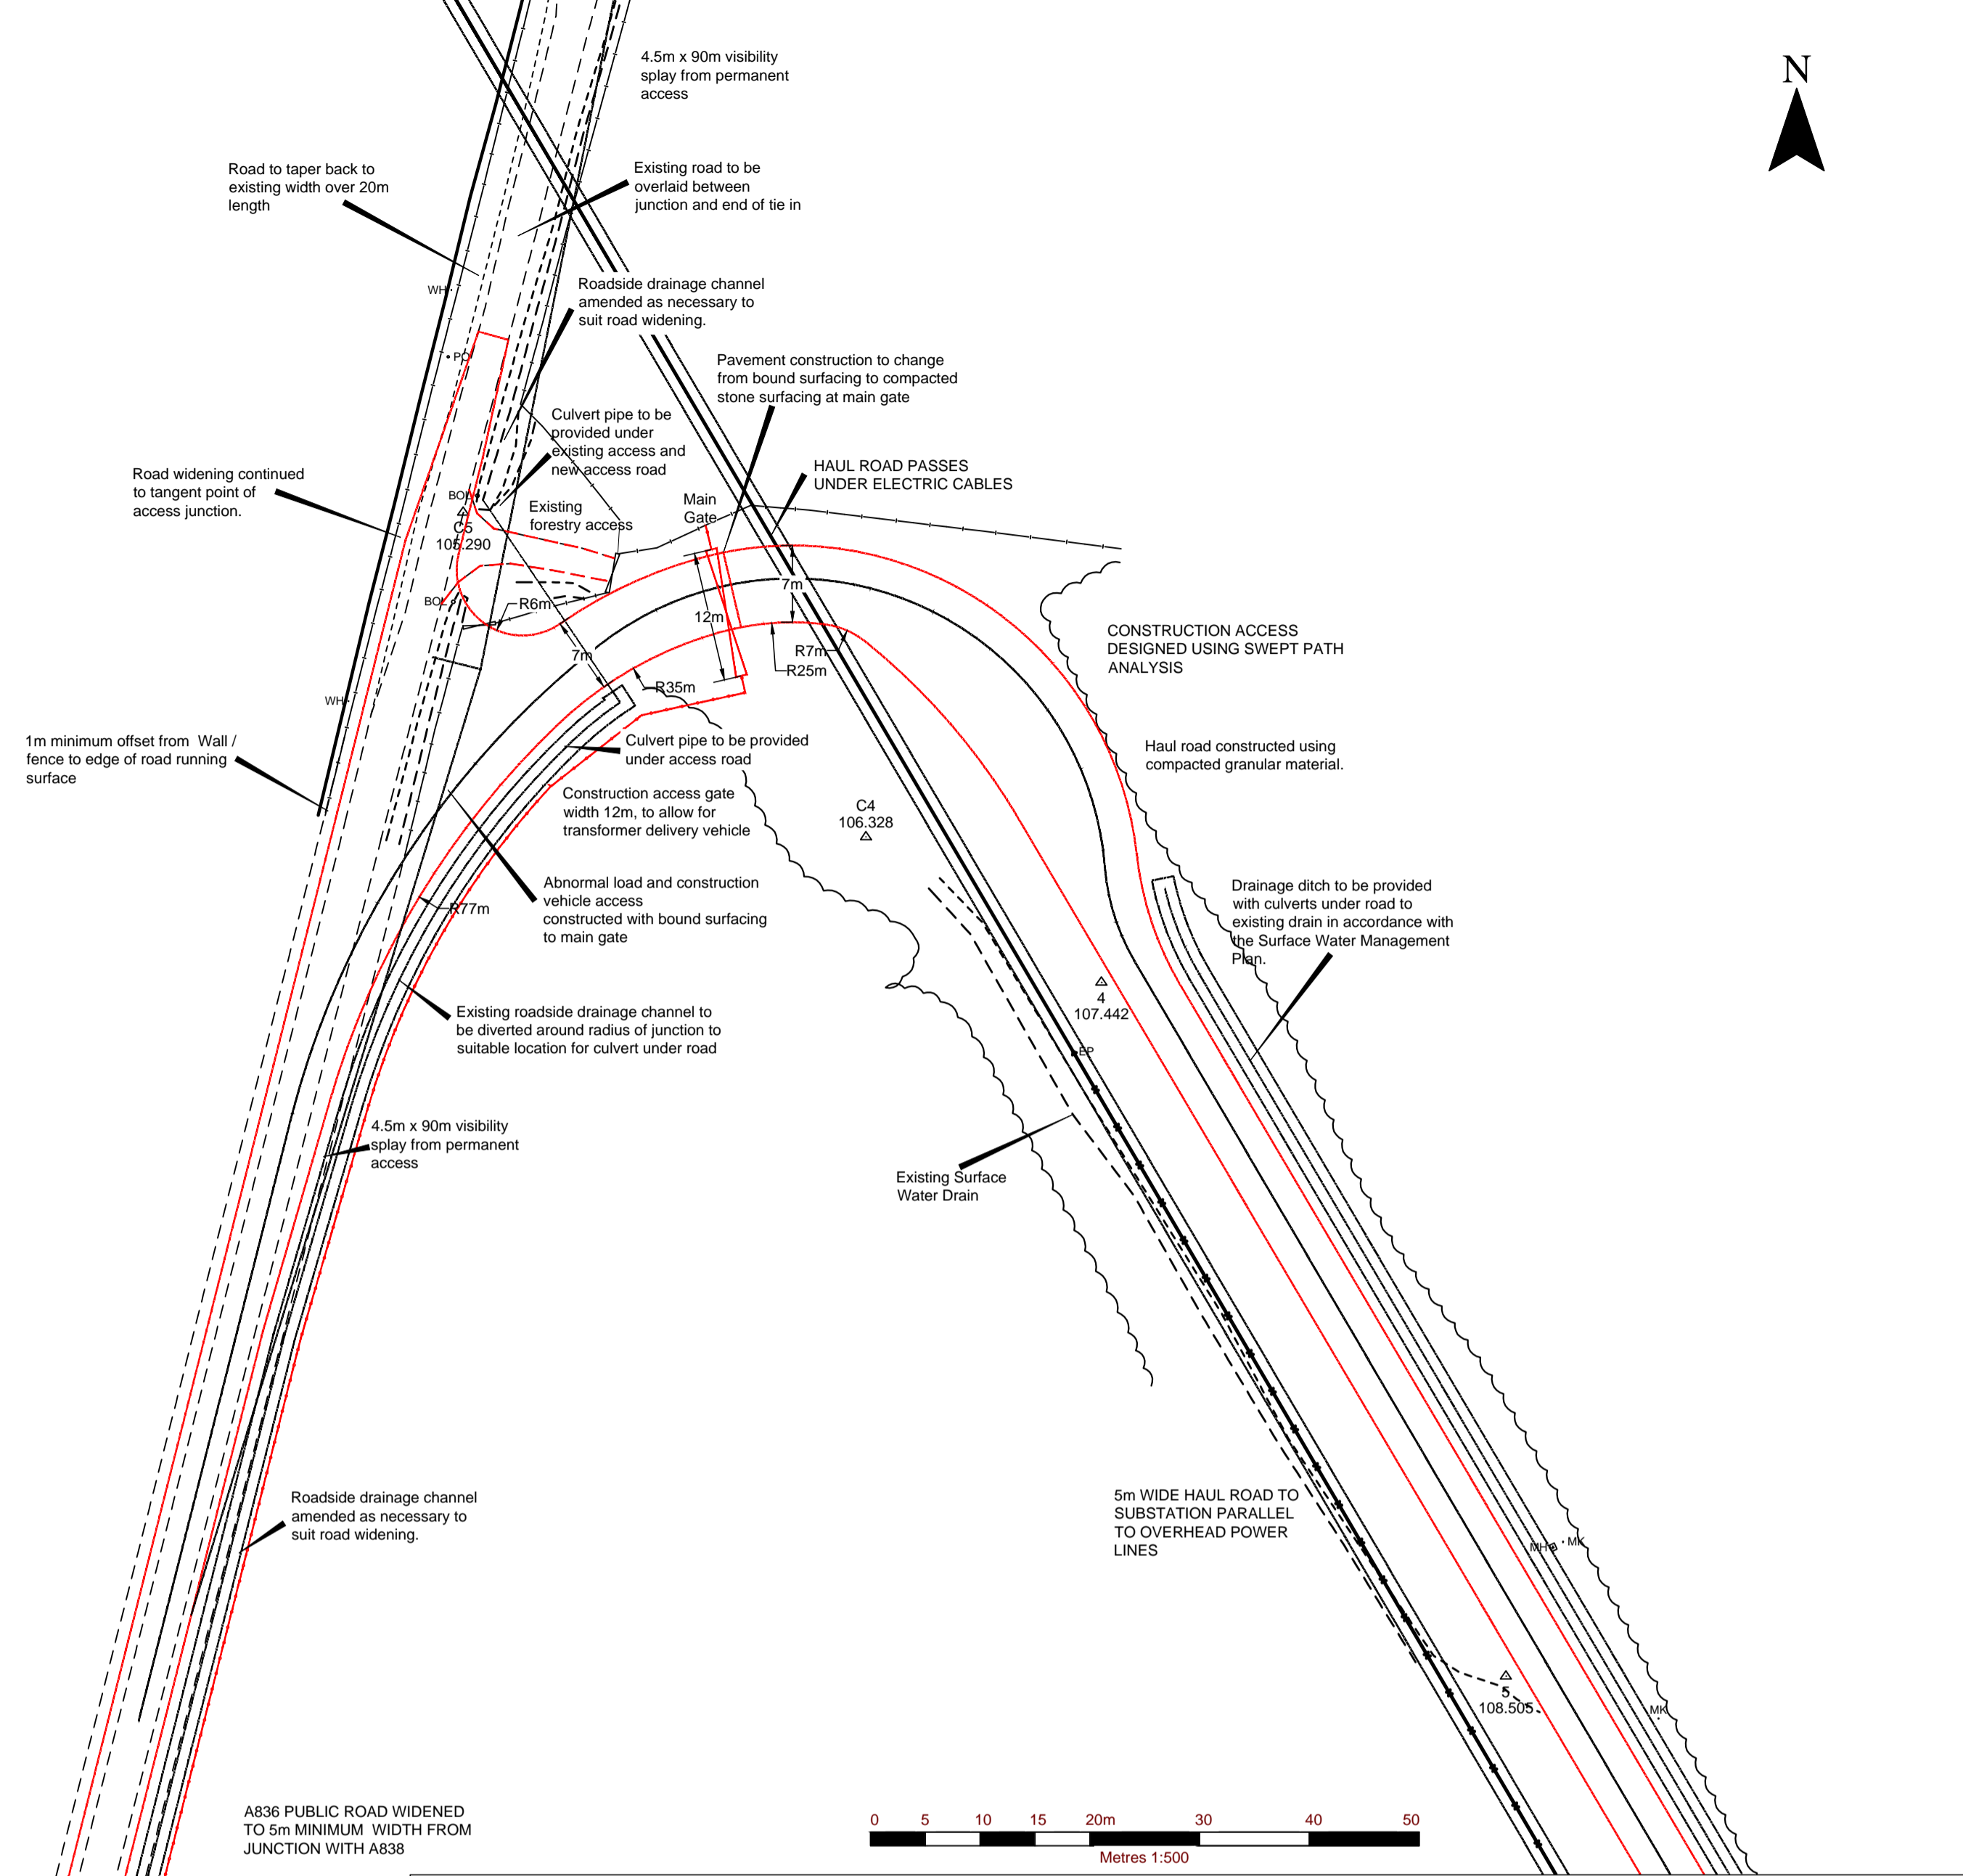 N
4.5m x 90m visibility
splay from permanent
access
Road to taper back to
existing width over 20m
length
Existing road to be
overlaid between
junction and end of tie in
WH
Roadside drainage channel
amended as necessary to
suit road widening.
PO
Pavement construction to change
from bound surfacing to compacted
stone surfacing at main gate
Culvert pipe to be
provided under
existing access and
new access road
Road widening continued
to tangent point of
access junction.
HAUL ROAD PASSES
UNDER ELECTRIC CABLES
BOL
C5
105.290
Existing
forestry access
Main
Gate
7m
BOL
R6m
12m
7m
R7m
R25m
R35m
CONSTRUCTION ACCESS
DESIGNED USING SWEPT PATH
ANALYSIS
WH
1m minimum offset from Wall /
fence to edge of road running
surface
Culvert pipe to be provided
under access road
Haul road constructed using
compacted granular material.
Construction access gate
width 12m, to allow for
transformer delivery vehicle
C4
106.328
Abnormal load and construction
vehicle access
constructed with bound surfacing
to main gate
R77m
Drainage ditch to be provided
with culverts under road to
existing drain in accordance with
the Surface Water Management
Plan.
4
107.442
Existing roadside drainage channel to
be diverted around radius of junction to
suitable location for culvert under road
EP
4.5m x 90m visibility
splay from permanent
access
Existing Surface
Water Drain
Roadside drainage channel
amended as necessary to
suit road widening.
5m WIDE HAUL ROAD TO
SUBSTATION PARALLEL
TO OVERHEAD POWER
LINES
MH
MK
5
108.505
MK
A836 PUBLIC ROAD WIDENED
TO 5m MINIMUM WIDTH FROM
JUNCTION WITH A838
0 5 10 15 20m 30 40 50
Metres 1:500